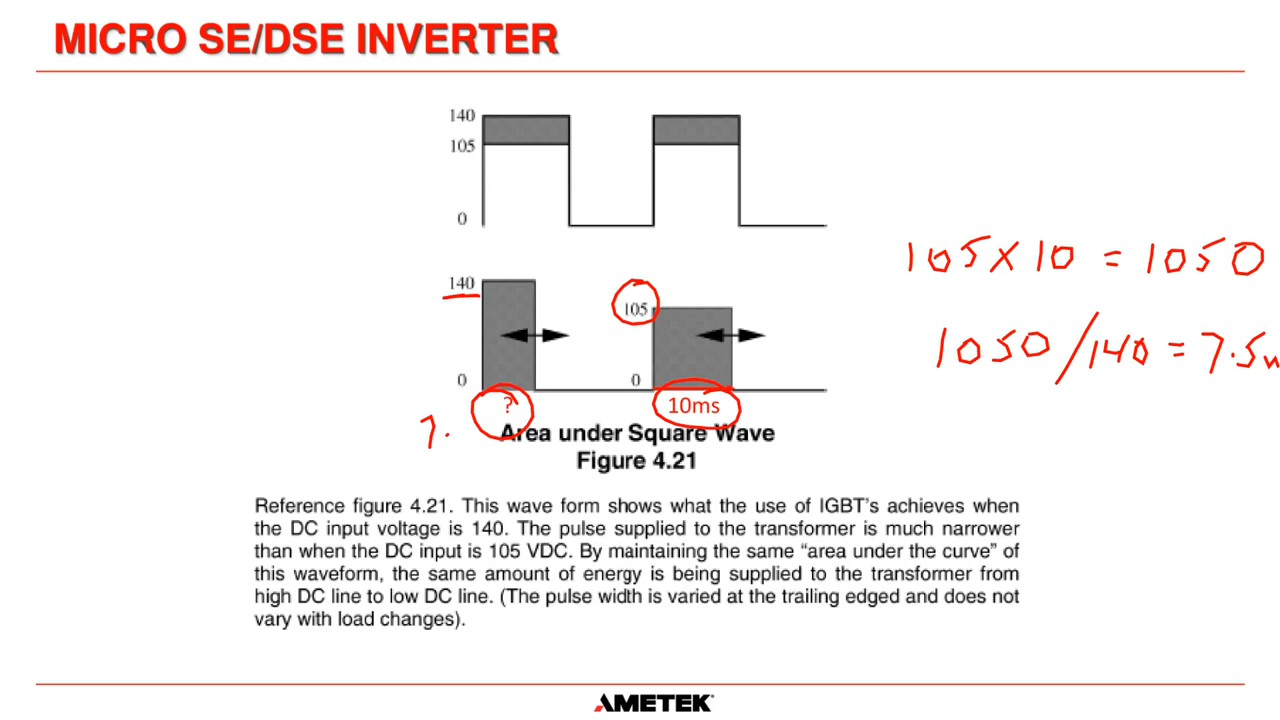 MICRO SE/DSE INVERTER
140
105
0
105 x 10 = 1050
140
105
1050 / 140 = 7.5
0
0
?
10ms
7.
Area under Square Wave
Figure 4.21
Reference figure 4.21. This wave form shows what the use of IGBT's achieves when
the DC input voltage is 140. The pulse supplied to the transformer is much narrower
than when the DC input is 105 VDC. By maintaining the same “area under the curve” of
this waveform, the same amount of energy is being supplied to the transformer from
high DC line to low DC line. (The pulse width is varied at the trailing edged and does not
vary with load changes).
AMETEK